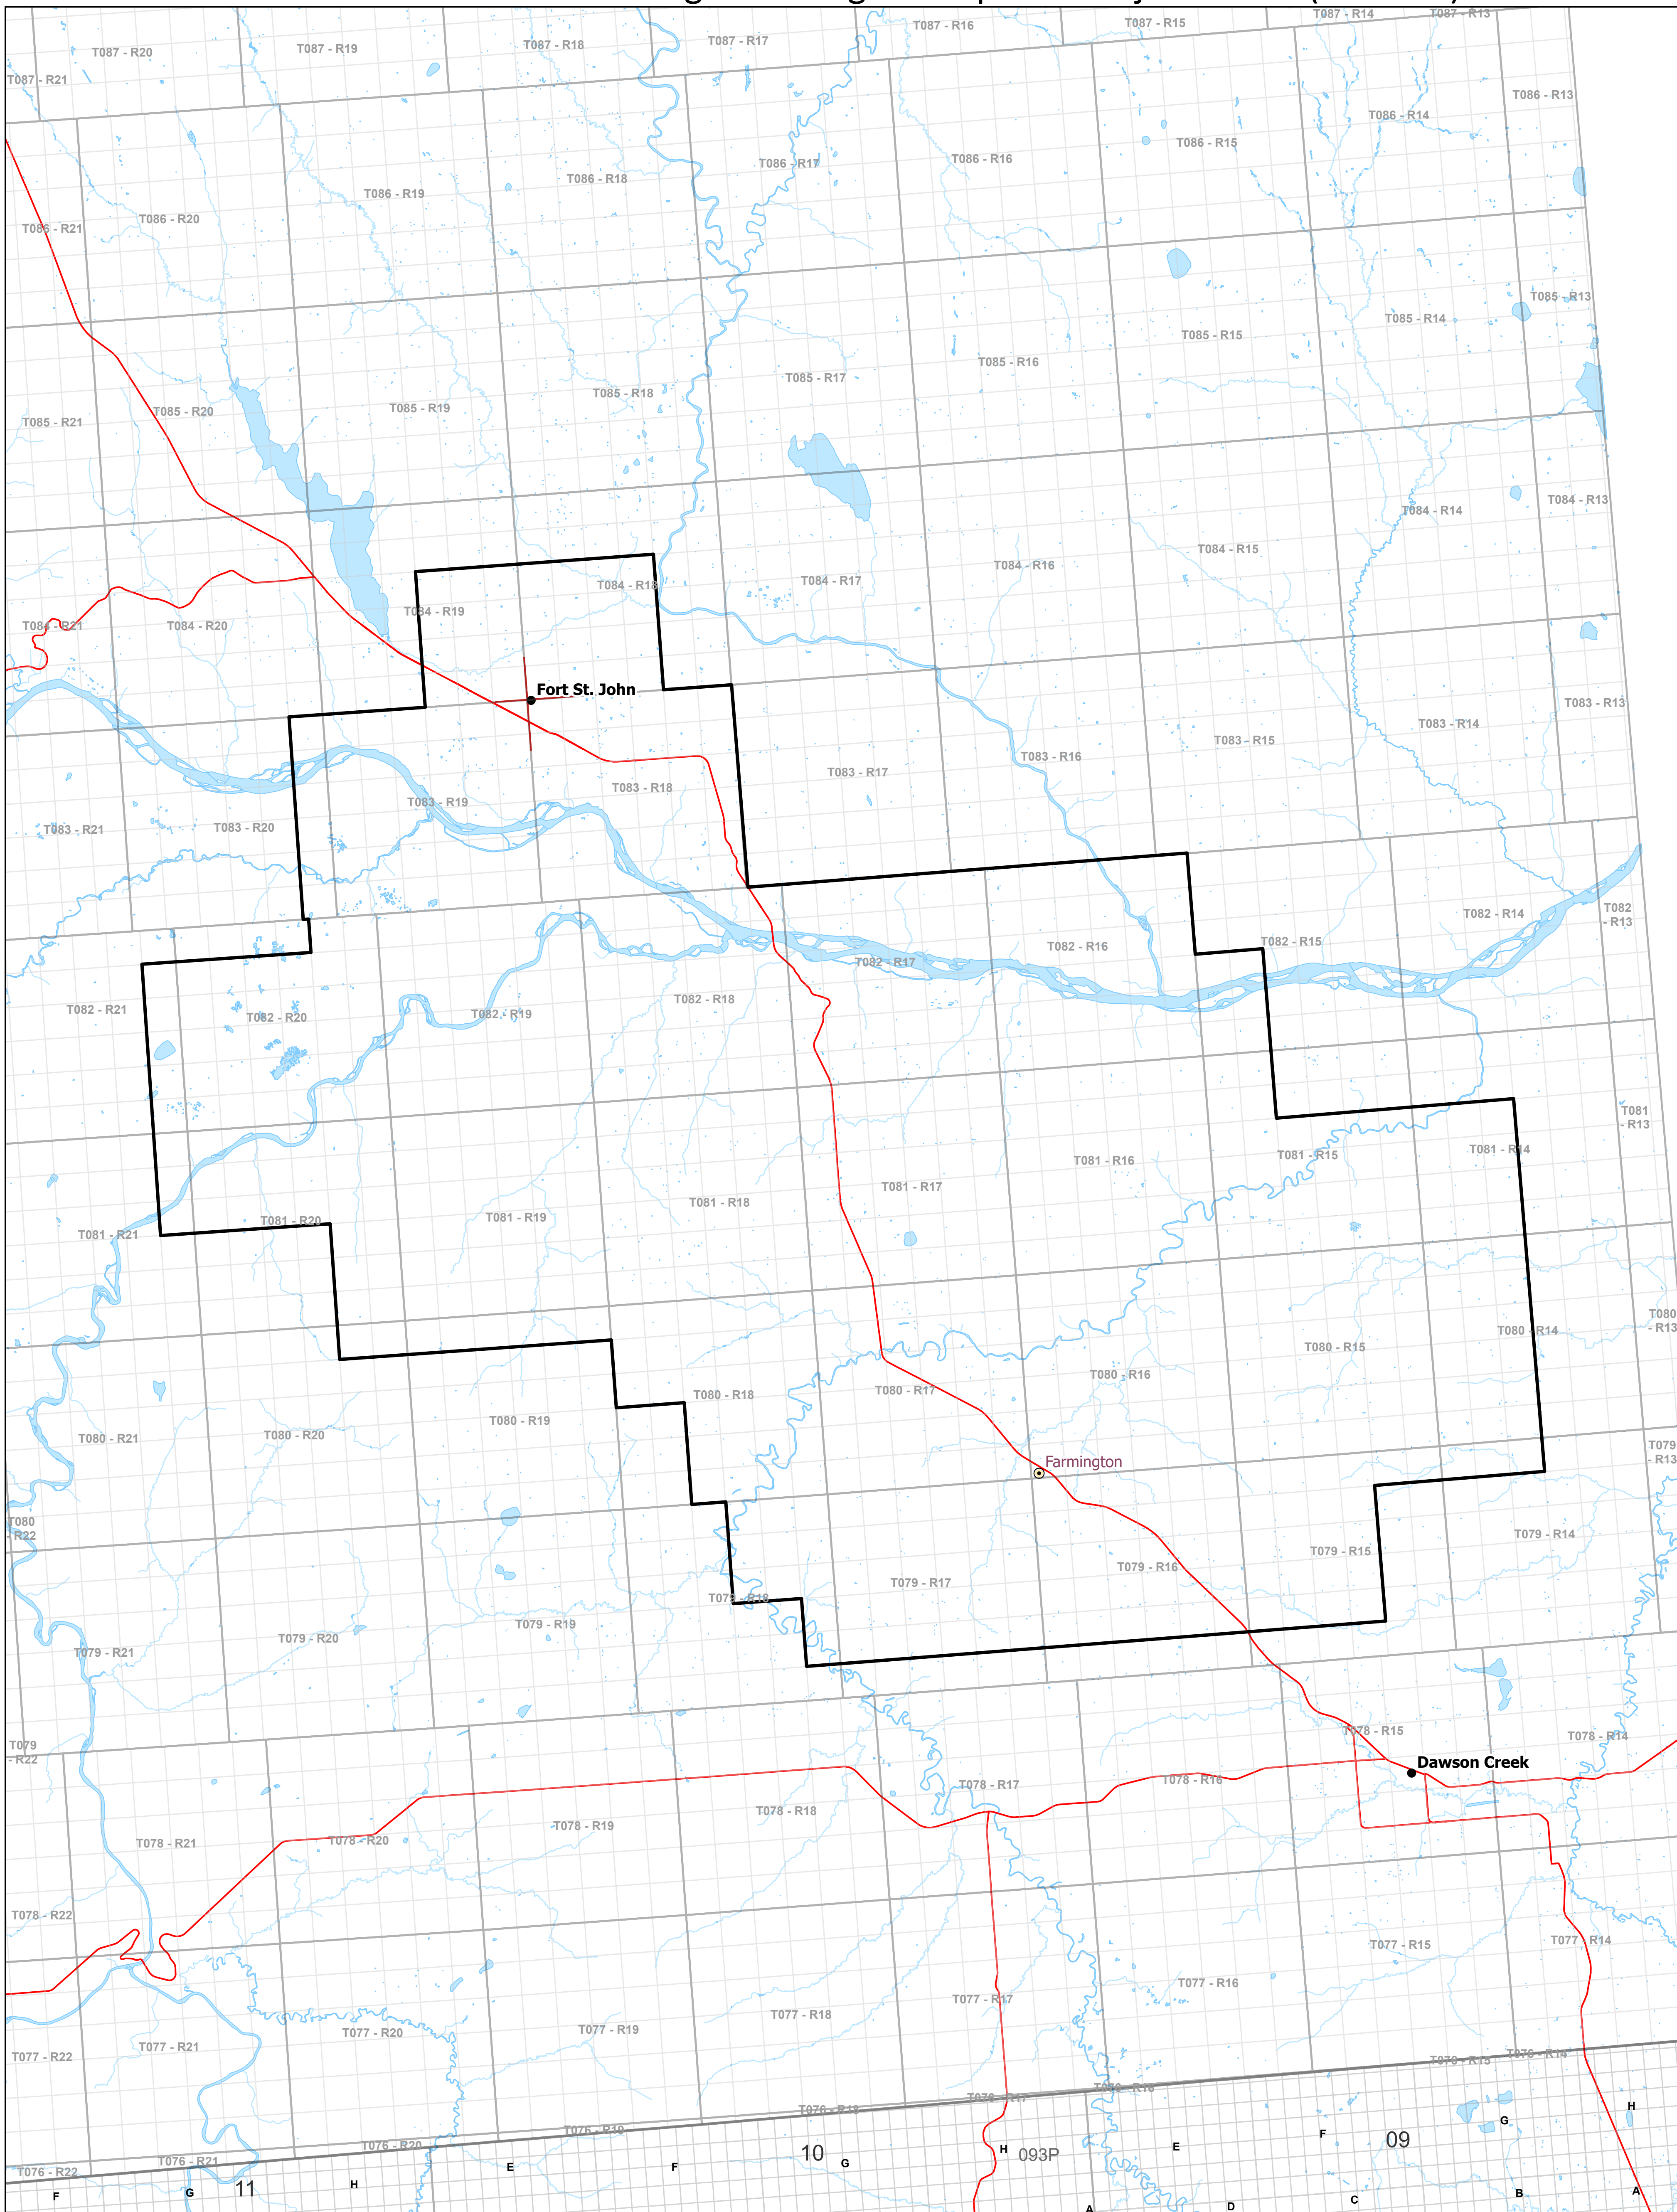 T087 - R14
T087 - R13
T087 - R16
T087 - R15
T087 - R20
T087 - R19
T087 - R18
T087 - R17
T087 - R21
T086 - R13
T086 - R14
T086 - R15
T086 - R16
T086 - R17
T086 - R18
T086 - R19
T086 - R20
T086 - R21
T085 - R13
T085 - R14
T085 - R15
T085 - R16
T085 - R17
T085 - R18
T085 - R19
T085 - R20
T085 - R21
T084 - R13
T084 - R14
T084 - R15
T084 - R16
T084 - R17
T084 - R18
T084 - R19
T084 - R20
T084 - R21
Fort St. John
T083 - R13
T083 - R14
T083 - R15
T083 - R16
T083 - R17
T083 - R18
T083 - R19
T083 - R20
T083 - R21
T082
- R13
T082 - R14
T082 - R15
T082 - R16
T082 - R17
T082 - R18
T082 - R19
T082 - R20
T082 - R21
T081
- R13
T081 - R14
T081 - R15
T081 - R16
T081 - R17
T081 - R18
T081 - R19
T081 - R20
T081 - R21
T080
- R13
T080 - R14
T080 - R15
T080 - R16
T080 - R17
T080 - R18
T080 - R19
T080 - R20
T080 - R21
T080
- R22
Farmington
T079
- R13
T079 - R14
T079 - R15
T079 - R16
T079 - R17
T079 - R18
T079 - R19
T079 - R20
T079 - R21
T079
- R22
T078 - R14
T078 - R15
Dawson Creek
T078 - R16
T078 - R17
T078 - R18
T078 - R19
T078 - R20
T078 - R21
T078 - R22
T077 - R14
T077 - R15
T077 - R16
T077 - R17
T077 - R18
T077 - R19
T077 - R20
T077 - R21
T077 - R22
T076 - R14
T076 - R15
T076 - R16
T076 - R17
T076 - R18
T076 - R19
T076 - R20
T076 - R21
T076 - R22
H
G
F
09
E
H
093P
10
G
F
E
H
11
G
F
A
B
C
D
A